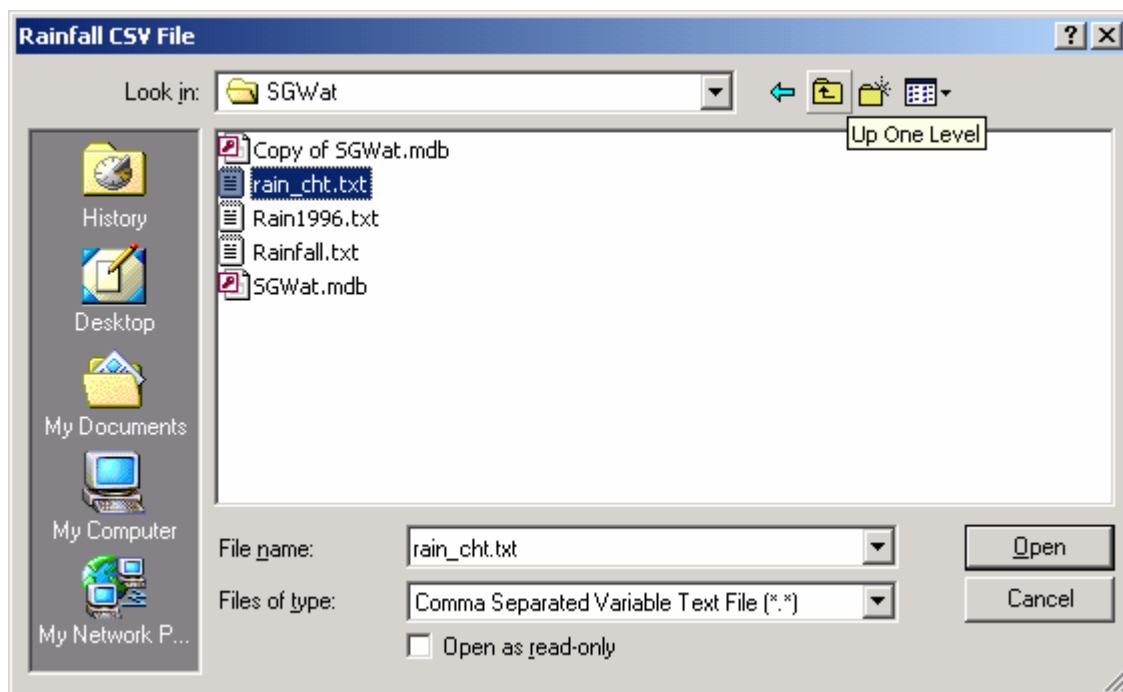 Rainfall CSV File
Look in: SGWat
Up One Level
History
Desktop
My Documents
My Computer
My Network P...
Copy of SGWat.mdb
rain_cht.txt
Rain1996.txt
Rainfall.txt
SGWat.mdb
File name: rain_cht.txt Open
Files of type: Comma Separated Variable Text File (*.*) Cancel
Open as read-only